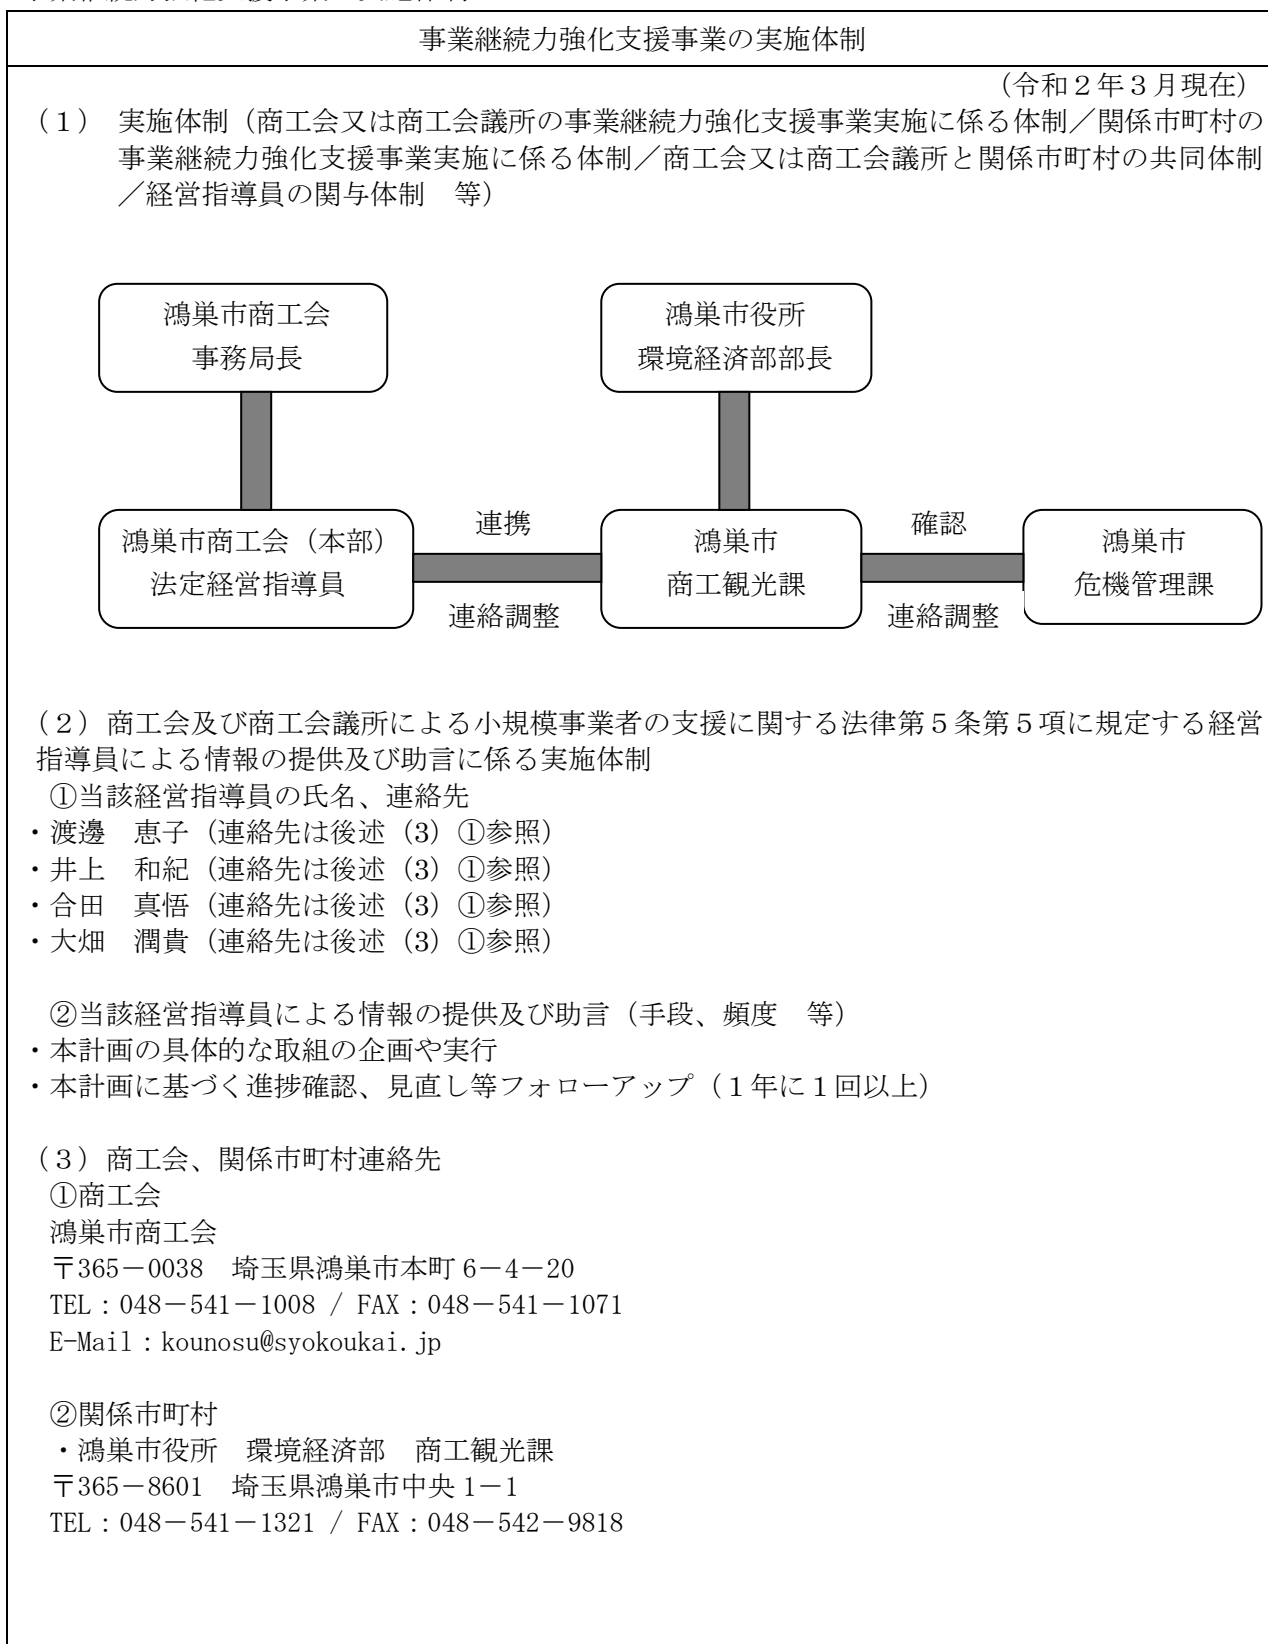 事業継続力強化支援事業の実施体制
（令和２年３月現在）
（１）　実施体制（商工会又は商工会議所の事業継続力強化支援事業実施に係る体制／関係市町村の
事業継続力強化支援事業実施に係る体制／商工会又は商工会議所と関係市町村の共同体制
／経営指導員の関与体制　等）
鴻巣市商工会
事務局長
鴻巣市役所
環境経済部部長
鴻巣市商工会（本部）
法定経営指導員
連携
連絡調整
鴻巣市
商工観光課
確認
連絡調整
鴻巣市
危機管理課
（２）商工会及び商工会議所による小規模事業者の支援に関する法律第５条第５項に規定する経営
指導員による情報の提供及び助言に係る実施体制
①当該経営指導員の氏名、連絡先
・渡邊　恵子（連絡先は後述（3）①参照）
・井上　和紀（連絡先は後述（3）①参照）
・合田　真悟（連絡先は後述（3）①参照）
・大畑　潤貴（連絡先は後述（3）①参照）
②当該経営指導員による情報の提供及び助言（手段、頻度　等）
・本計画の具体的な取組の企画や実行
・本計画に基づく進捗確認、見直し等フォローアップ（１年に１回以上）
（３）商工会、関係市町村連絡先
①商工会
鴻巣市商工会
〒365－0038　埼玉県鴻巣市本町 6－4－20
TEL：048－541－1008 / FAX：048－541－1071
E-Mail：kounosu@syokoukai.jp
②関係市町村
・鴻巣市役所　環境経済部　商工観光課
〒365－8601　埼玉県鴻巣市中央 1－1
TEL：048－541－1321 / FAX：048－542－9818